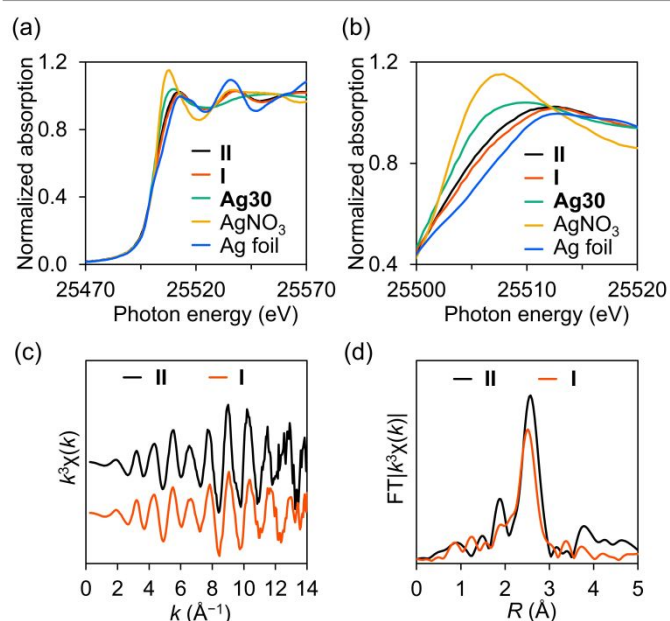 (a)
1.2
0.8
0.4
0.0
Normalized absorption
II
I
Ag30
AgNO3
Ag foil
25470
25520
25570
Photon energy (eV)
(b)
1.2
0.8
0.4
Normalized absorption
II
I
Ag30
AgNO₃
Ag foil
25500
25510
25520
Photon energy (eV)
(c)
II
I
k³χ(k)
0 2 4 6 8 10 12 14
k (Å⁻¹)
(d)
II
I
FT|k³χ(k)|
0 1 2 3 4 5
R (Å)